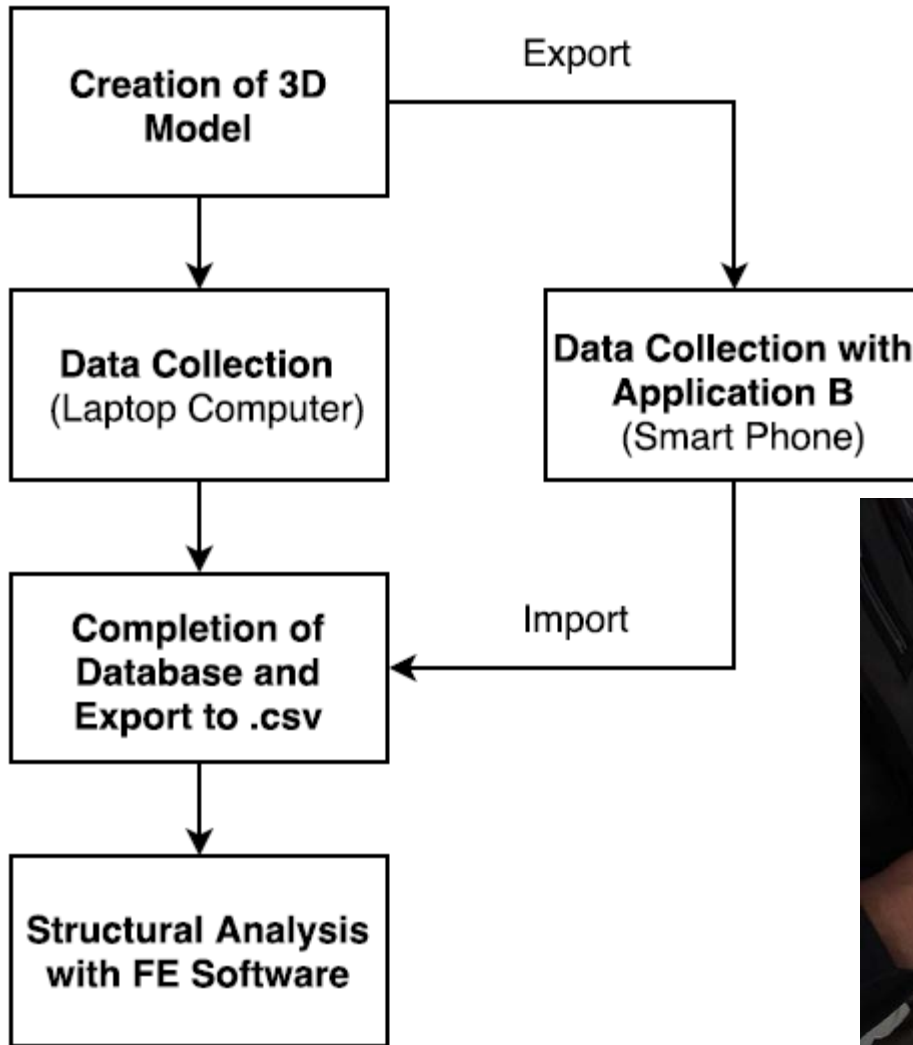 Creation of 3D
Model
Export
Data Collection
(Laptop Computer)
Data Collection with
Application B
(Smart Phone)
Completion of
Database and
Export to .csv
Import
Structural Analysis
with FE Software